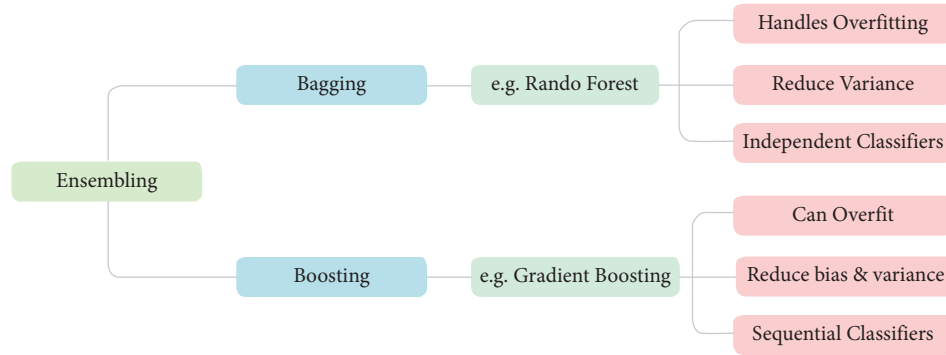 Ensembling
Bagging
e.g. Rando Forest
Handles Overfitting
Reduce Variance
Independent Classifiers
Boosting
e.g. Gradient Boosting
Can Overfit
Reduce bias & variance
Sequential Classifiers